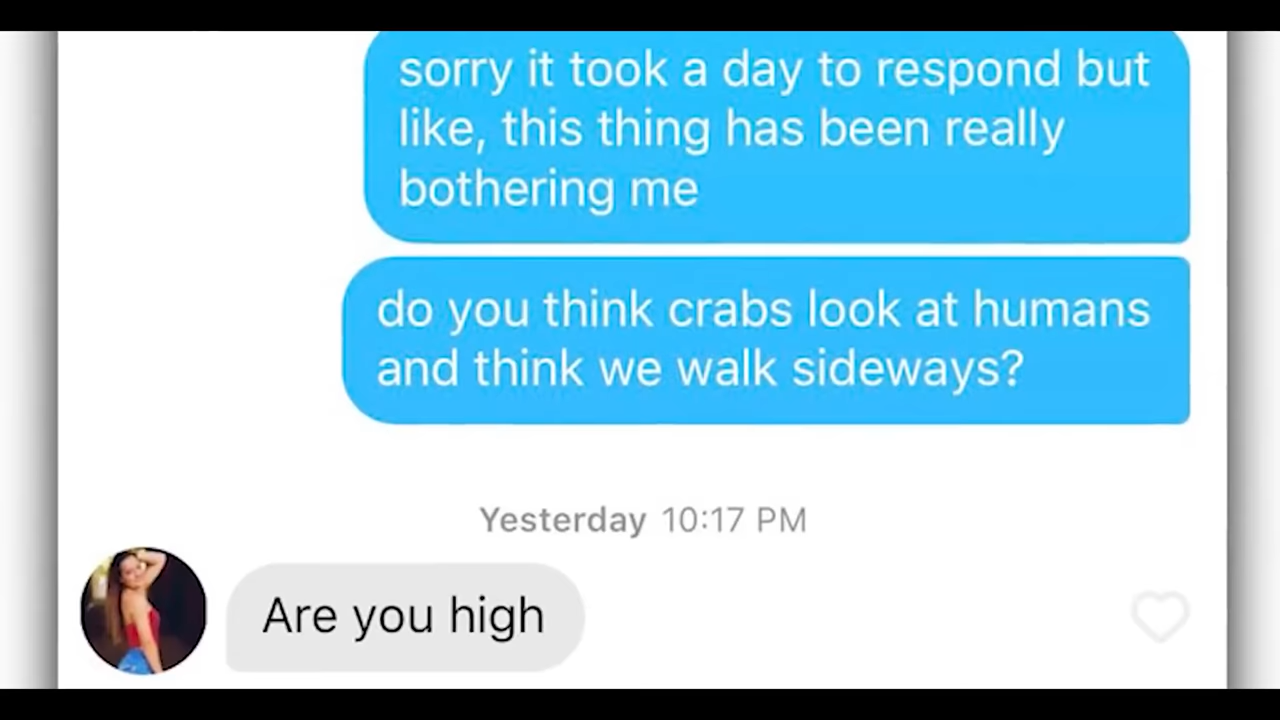 sorry it took a day to respond but
like, this thing has been really
bothering me
do you think crabs look at humans
and think we walk sideways?
Yesterday 10:17 PM
Are you high